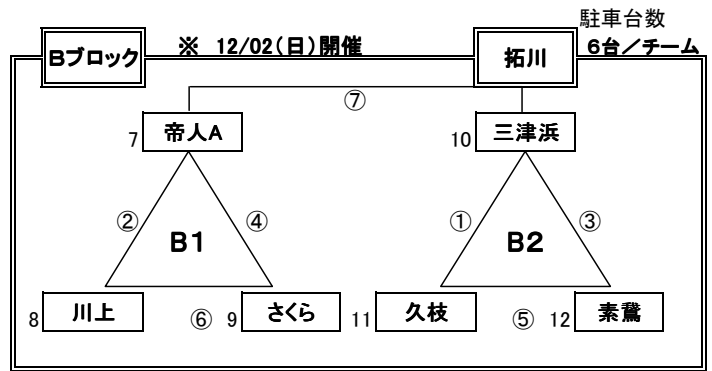 駐車台数
Bブロック ※ 12/02(日)開催 拓川 6台/チーム
⑦
7 帝人A 10 三津浜
② ④ ① ③
B1 B2
8 川上 ⑥ 9 さくら 11 久枝 ⑤ 12 素鵞